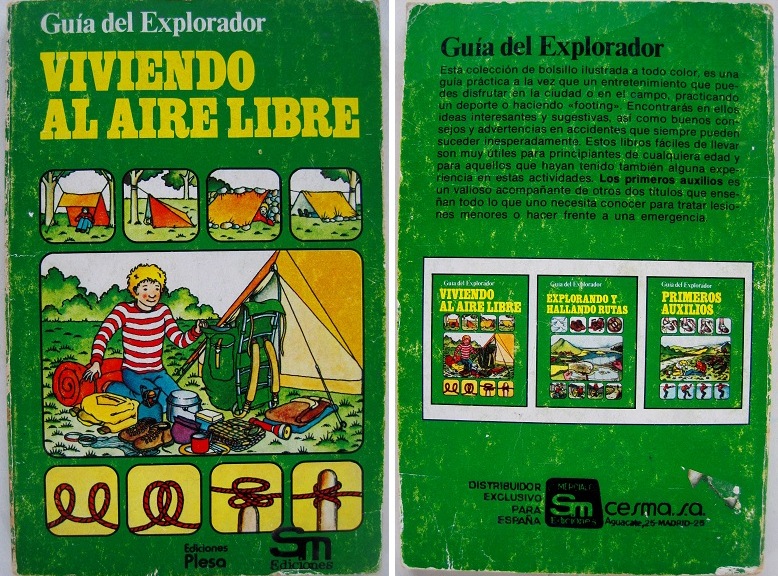 Guía del Explorador
VIVIENDO
AL AIRE LIBRE
Ediciones
Plesa
Sm
Ediciones
Guía del Explorador
Esta colección de bolsillo ilustrada a todo color, es una
guía práctica a la vez que un entretenimiento que pue-
des disfrutar en la ciudad o en el campo, practicando
un deporte o haciendo «footing». Encontrarás en ellos
ideas interesantes y sugestivas, así como buenos con-
sejos y advertencias en accidentes que siempre pueden
suceder inesperadamente. Estos libros fáciles de llevar
son muy útiles para principiantes de cualquiera edad y
para aquellos que hayan tenido también alguna expe-
riencia en estas actividades. Los primeros auxilios es
un valioso acompañante de otros dos títulos que ense-
ñan todo lo que uno necesita conocer para tratar lesio-
nes menores o hacer frente a una emergencia.
Guía del Explorador
VIVIENDO
AL AIRE LIBRE
Guía del Explorador
EXPLORANDO Y
HALLANDO RUTAS
Guía del Explorador
PRIMEROS
AUXILIOS
DISTRIBUIDOR
EXCLUSIVO
PARA
ESPAÑA
Sm
Ediciones
cesma,s.a.
Aguacate, 25-MADRID-25